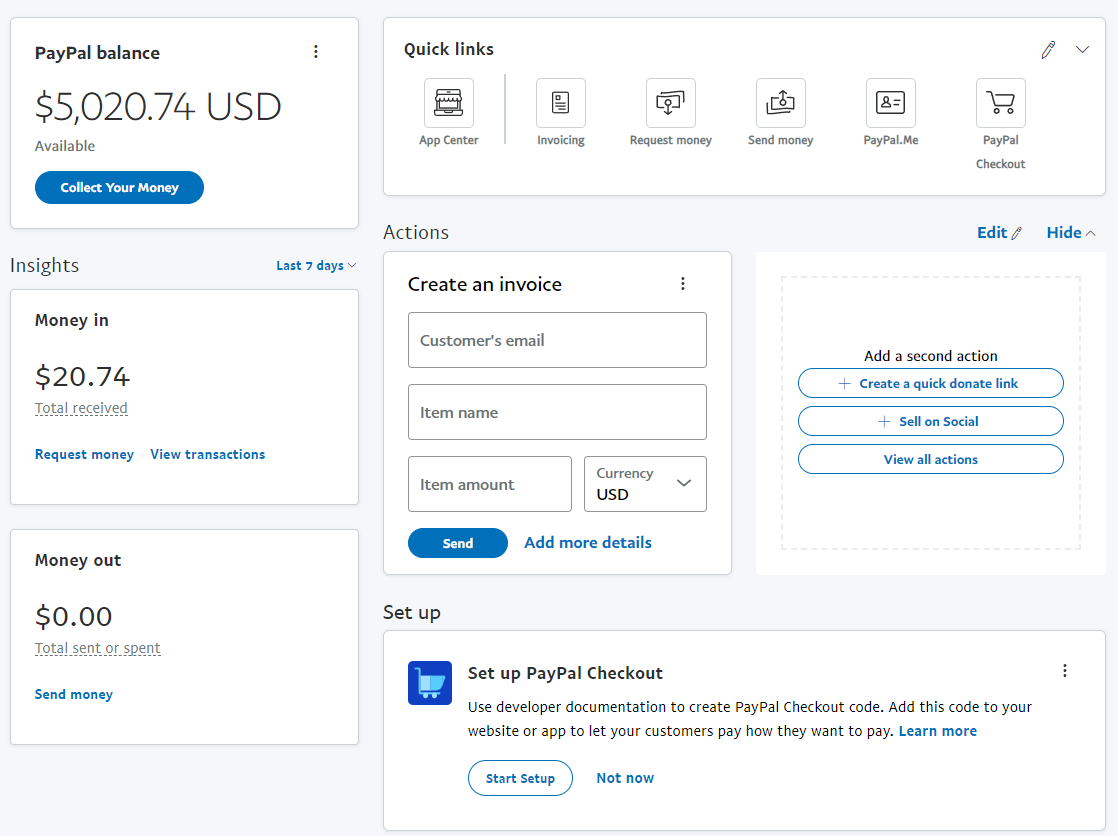 PayPal balance
$5,020.74 USD
Available
Collect Your Money
Insights
Last 7 days
Money in
$20.74
Total received
Request money View transactions
Money out
$0.00
Total sent or spent
Send money
Quick links
App Center
Invoicing
Request money
Send money
PayPal.Me
PayPal
Checkout
Actions
Edit
Hide
Create an invoice
Customer's email
Item name
Item amount
Currency
USD
Send
Add more details
Add a second action
Create a quick donate link
Sell on Social
View all actions
Set up
Set up PayPal Checkout
Use developer documentation to create PayPal Checkout code. Add this code to your
website or app to let your customers pay how they want to pay. Learn more
Start Setup
Not now